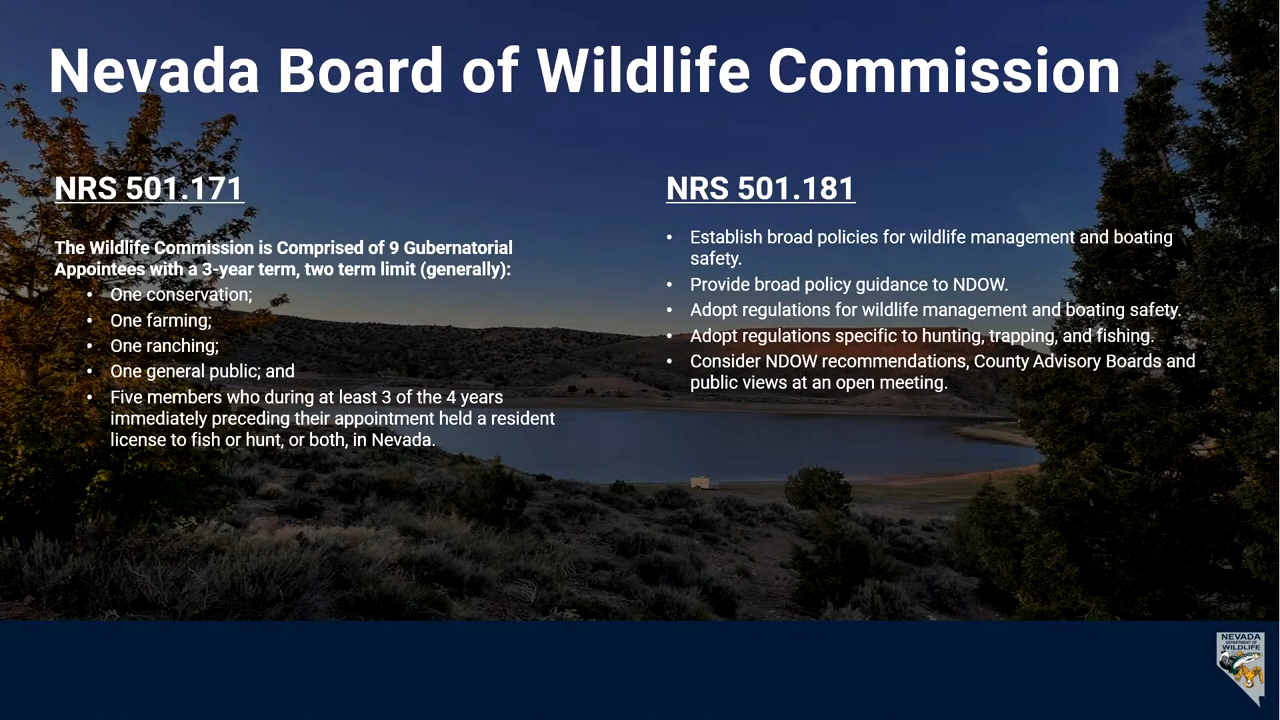 Nevada Board of Wildlife Commission
NRS 501.171
The Wildlife Commission is Comprised of 9 Gubernatorial
Appointees with a 3-year term, two term limit (generally):
• One conservation;
• One farming;
• One ranching;
• One general public; and
• Five members who during at least 3 of the 4 years
immediately preceding their appointment held a resident
license to fish or hunt, or both, in Nevada.
NRS 501.181
• Establish broad policies for wildlife management and boating
safety.
• Provide broad policy guidance to NDOW.
• Adopt regulations for wildlife management and boating safety.
• Adopt regulations specific to hunting, trapping, and fishing.
• Consider NDOW recommendations, County Advisory Boards and
public views at an open meeting.
NEVADA
DEPARTMENT OF
WILDLIFE